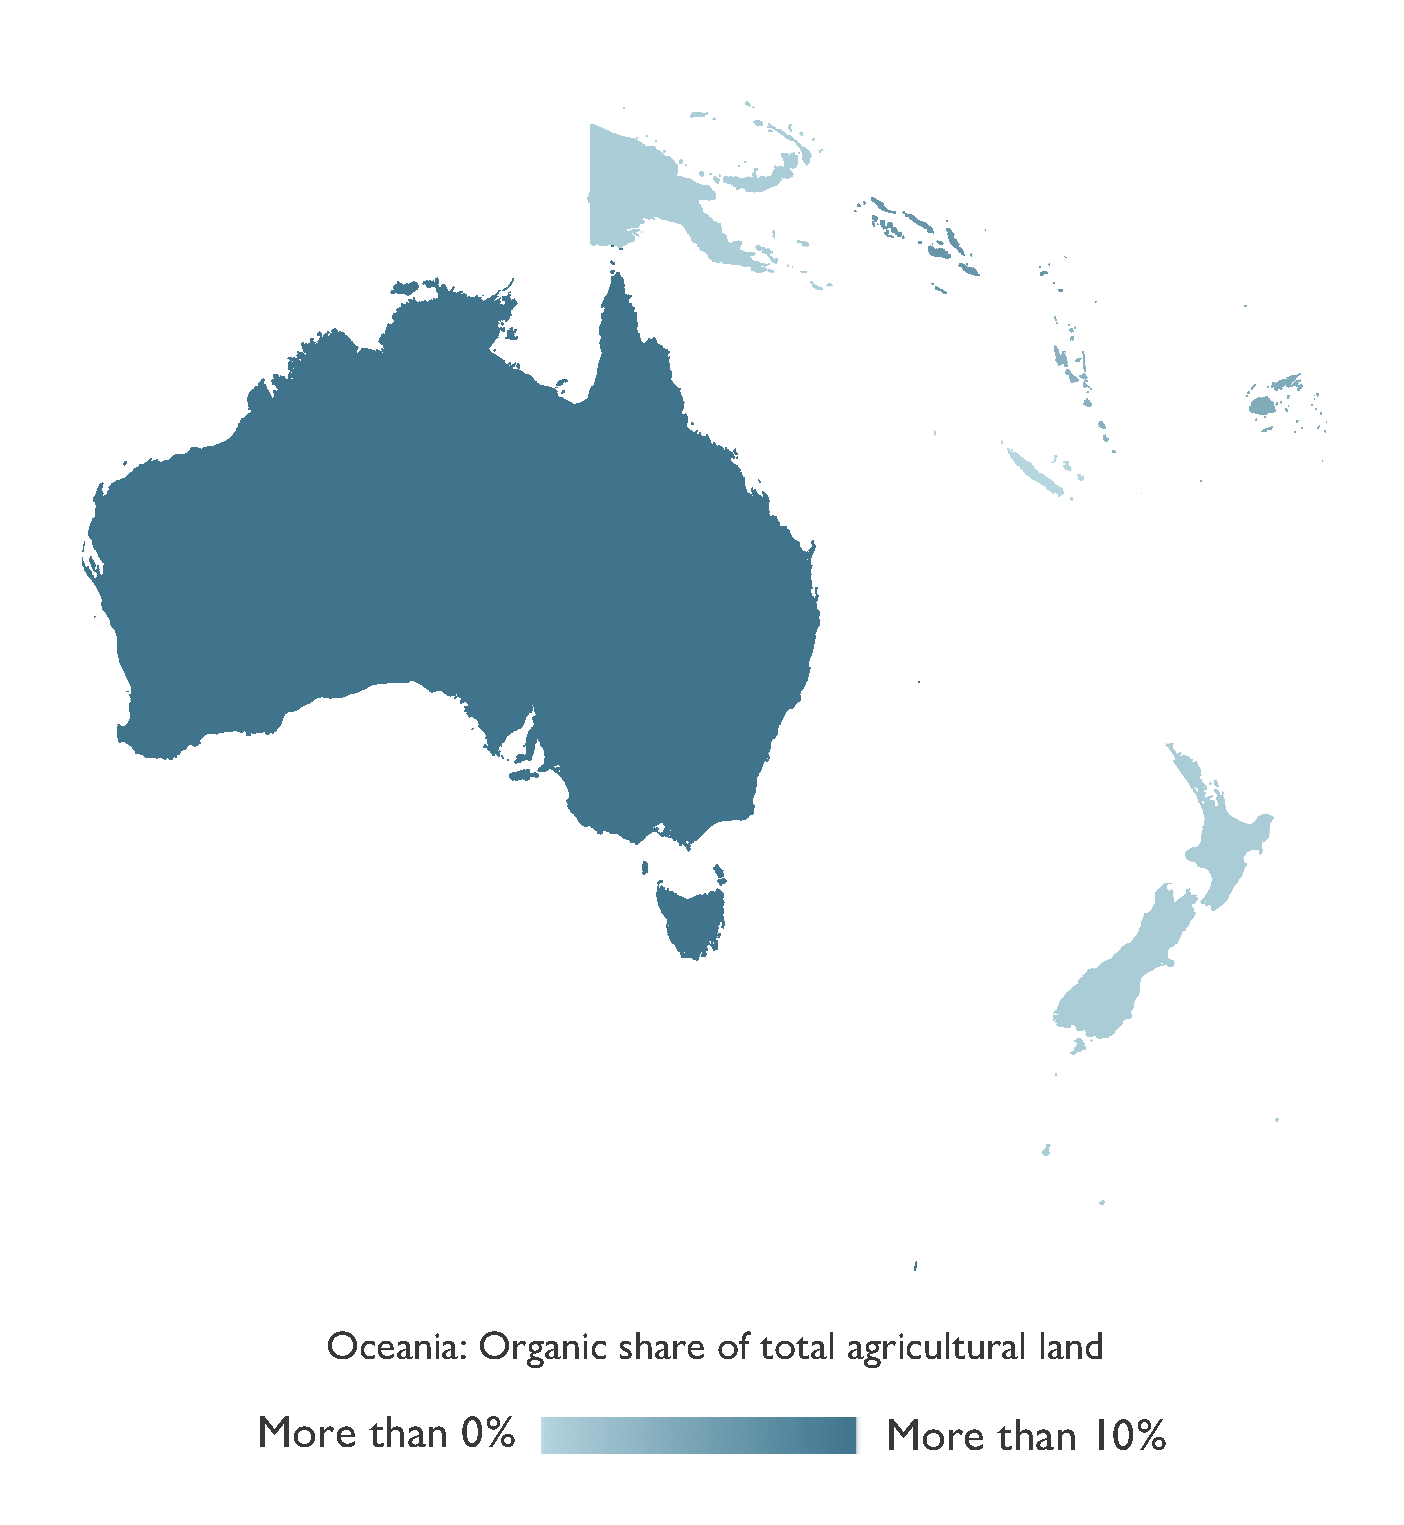 Oceania: Organic share of total agricultural land
More than 0%
More than 10%